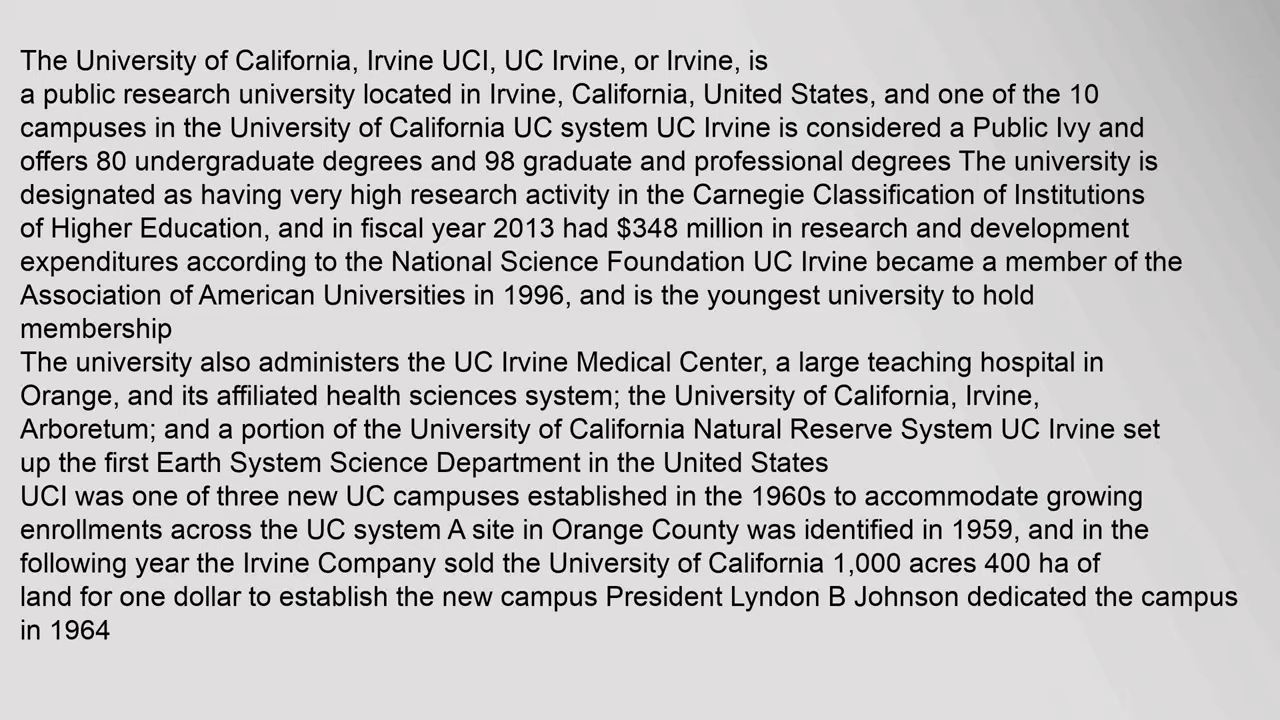 The University of California, Irvine UCI, UC Irvine, or Irvine, is
a public research university located in Irvine, California, United States, and one of the 10
campuses in the University of California UC system UC Irvine is considered a Public Ivy and
offers 80 undergraduate degrees and 98 graduate and professional degrees The university is
designated as having very high research activity in the Carnegie Classification of Institutions
of Higher Education, and in fiscal year 2013 had $348 million in research and development
expenditures according to the National Science Foundation UC Irvine became a member of the
Association of American Universities in 1996, and is the youngest university to hold
membership
The university also administers the UC Irvine Medical Center, a large teaching hospital in
Orange, and its affiliated health sciences system; the University of California, Irvine,
Arboretum; and a portion of the University of California Natural Reserve System UC Irvine set
up the first Earth System Science Department in the United States
UCI was one of three new UC campuses established in the 1960s to accommodate growing
enrollments across the UC system A site in Orange County was identified in 1959, and in the
following year the Irvine Company sold the University of California 1,000 acres 400 ha of
land for one dollar to establish the new campus President Lyndon B Johnson dedicated the campus
in 1964